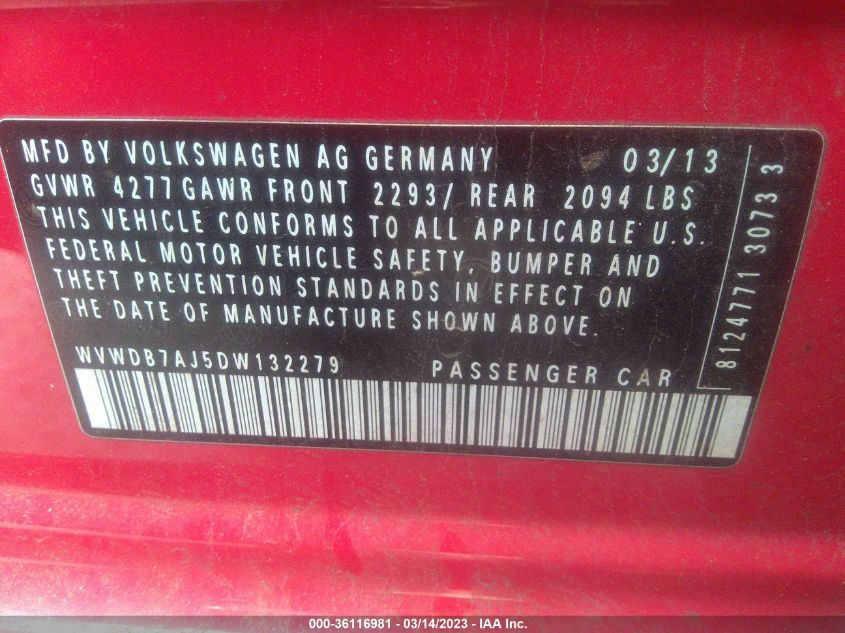 MFD BY VOLKSWAGEN AG GERMANY 03/13
GVWR 4277 GAWR FRONT 2293/ REAR 2094 LBS
THIS VEHICLE CONFORMS TO ALL APPLICABLE U.S.
FEDERAL MOTOR VEHICLE SAFETY, BUMPER AND
THEFT PREVENTION STANDARDS IN EFFECT ON
THE DATE OF MANUFACTURE SHOWN ABOVE.
WVWDB7AJ5DW132279 PASSENGER CAR
8124771 3073 3
000-36116981 - 03/14/2023 - IAA Inc.